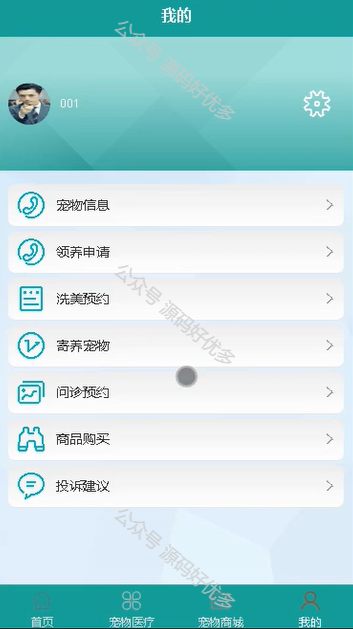 我的
公众号 源码好优多
001
宠物信息
领养申请
洗美预约
公众号 源码好优多
寄养宠物
问诊预约
商品购买
投诉建议
公众号 源码好优多
首页
宠物医疗
宠物商城
我的